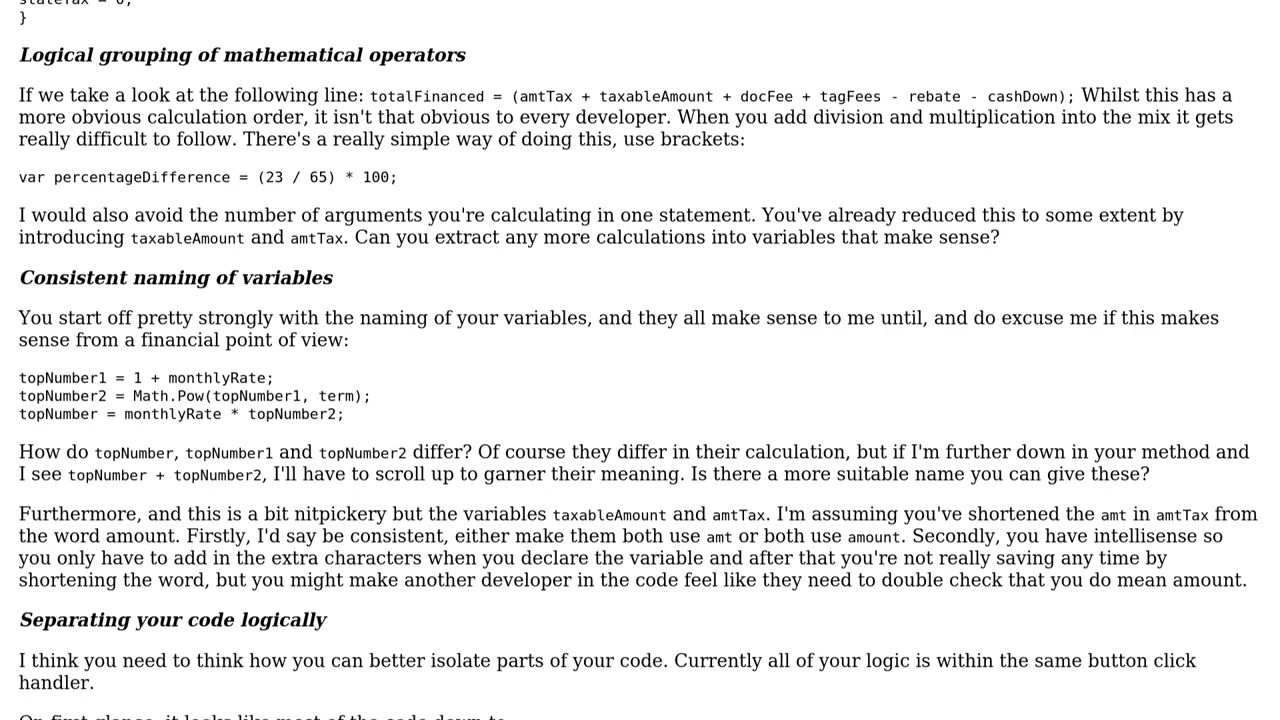 stateTax = 0;
}
Logical grouping of mathematical operators
If we take a look at the following line: totalFinanced = (amtTax + taxableAmount + docFee + tagFees - rebate - cashDown); Whilst this has a
more obvious calculation order, it isn't that obvious to every developer. When you add division and multiplication into the mix it gets
really difficult to follow. There's a really simple way of doing this, use brackets:
var percentageDifference = (23 / 65) * 100;
I would also avoid the number of arguments you're calculating in one statement. You've already reduced this to some extent by
introducing taxableAmount and amtTax. Can you extract any more calculations into variables that make sense?
Consistent naming of variables
You start off pretty strongly with the naming of your variables, and they all make sense to me until, and do excuse me if this makes
sense from a financial point of view:
topNumber1 = 1 + monthlyRate;
topNumber2 = Math.Pow(topNumber1, term);
topNumber = monthlyRate * topNumber2;
How do topNumber, topNumber1 and topNumber2 differ? Of course they differ in their calculation, but if I'm further down in your method and
I see topNumber + topNumber2, I'll have to scroll up to garner their meaning. Is there a more suitable name you can give these?
Furthermore, and this is a bit nitpickery but the variables taxableAmount and amtTax. I'm assuming you've shortened the amt in amtTax from
the word amount. Firstly, I'd say be consistent, either make them both use amt or both use amount. Secondly, you have intellisense so
you only have to add in the extra characters when you declare the variable and after that you're not really saving any time by
shortening the word, but you might make another developer in the code feel like they need to double check that you do mean amount.
Separating your code logically
I think you need to think how you can better isolate parts of your code. Currently all of your logic is within the same button click
handler.
On first glance, it looks like most of the code down to